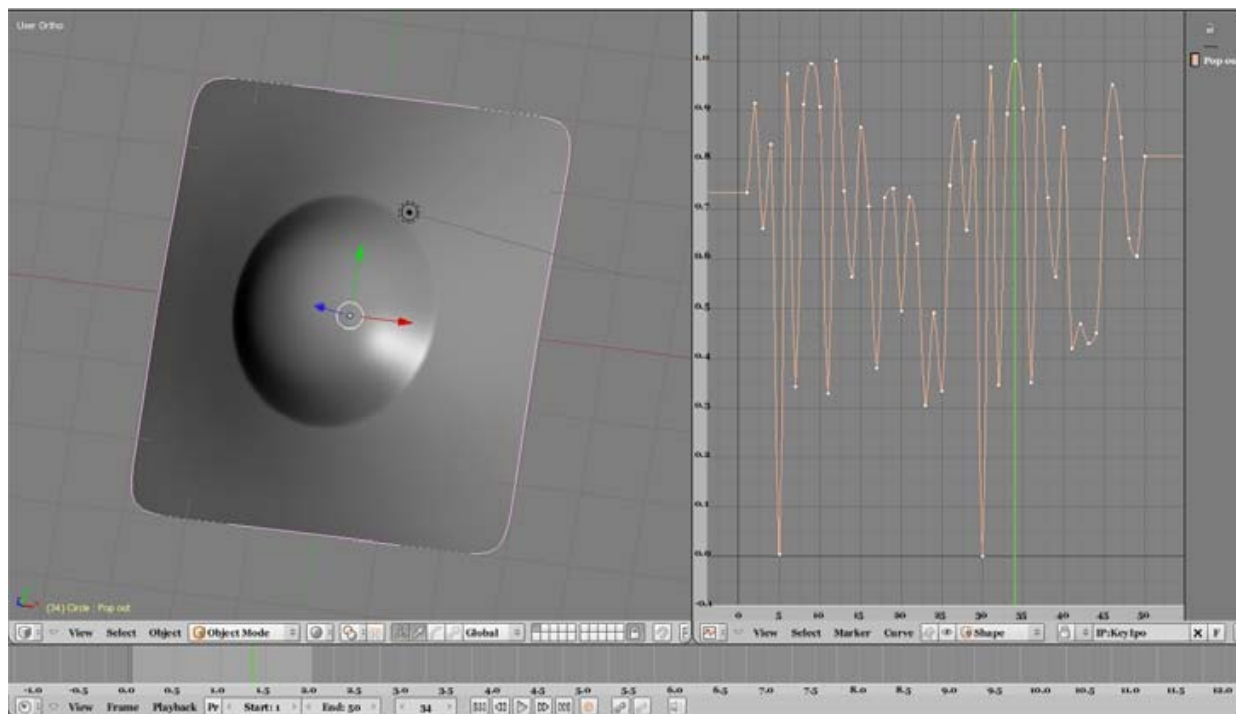 User Ortho
Pop ou
1.0
0.9
0.8
0.7
0.6
0.5
0.4
0.3
0.2
0.1
0.0
-0.1
0 5 10 15 20 25 30 35 40 45 50
(34) Circle : Pop out
View Select Object Object Mode Global
View Select Marker Curve Shape IP:KeyIpo X F
-1.0 -0.5 0.0 0.5 1.0 1.5 2.0 2.5 3.0 3.5 4.0 4.5 5.0 5.5 6.0 6.5 7.0 7.5 8.0 8.5 9.0 9.5 10.0 10.5 11.0 11.5 12.0
View Frame Playback Pr Start: 1 End: 50 34